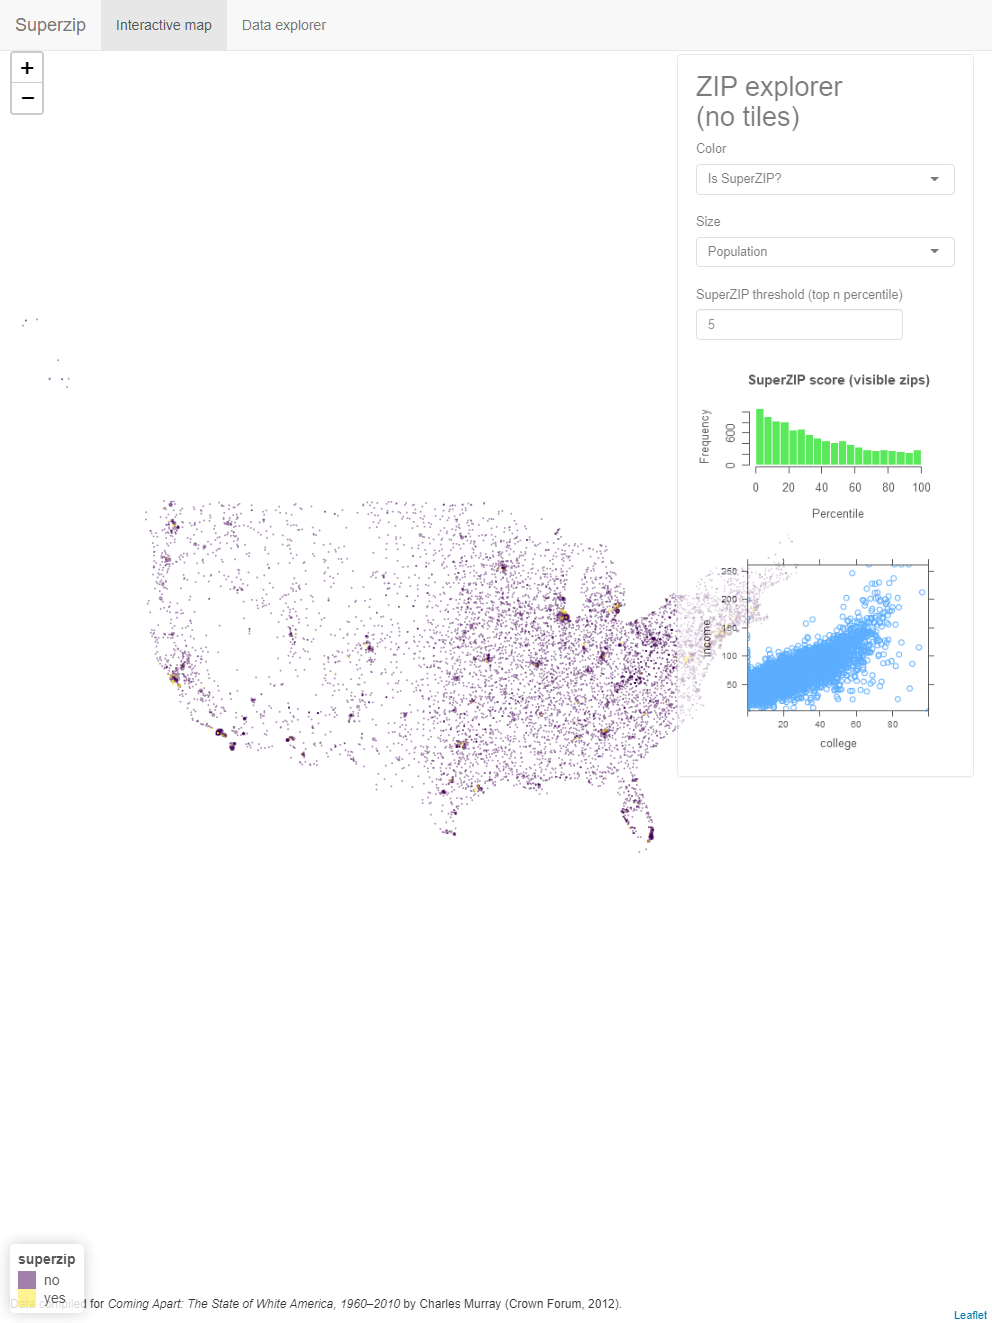 Superzip
Interactive map
Data explorer
+
−
ZIP explorer
(no tiles)
Color
Is SuperZIP?
Size
Population
SuperZIP threshold (top n percentile)
5
SuperZIP score (visible zips)
Frequency
0 600
0 20 40 60 80 100
Percentile
income
250
200
150
100
50
20 40 60 80
college
superzip
no
yes
Data compiled for Coming Apart: The State of White America, 1960–2010 by Charles Murray (Crown Forum, 2012).
Leaflet